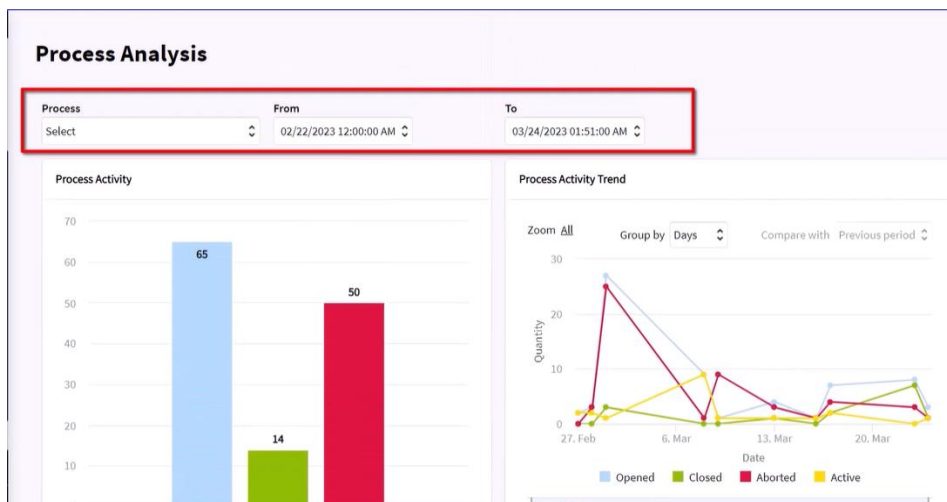 Process Analysis
Process From To
Select 02/22/2023 12:00:00 AM 03/24/2023 01:51:00 AM
Process Activity
70
60
50
40
30
20
10
65
14
50
Process Activity Trend
Zoom All Group by Days Compare with Previous period
30
20
10
0
Quantity
27. Feb 6. Mar 13. Mar 20. Mar
Date
Opened Closed Aborted Active